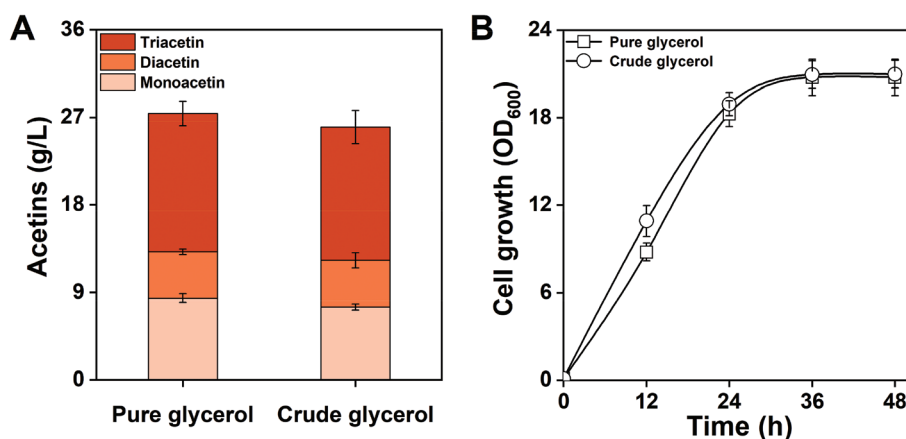 A
Acetins (g/L)
36
27
18
9
0
Triacetin
Diacetin
Monoacetin
Pure glycerol Crude glycerol
B
Cell growth (OD600)
24
18
12
6
0
Pure glycerol
Crude glycerol
0 12 24 36 48
Time (h)